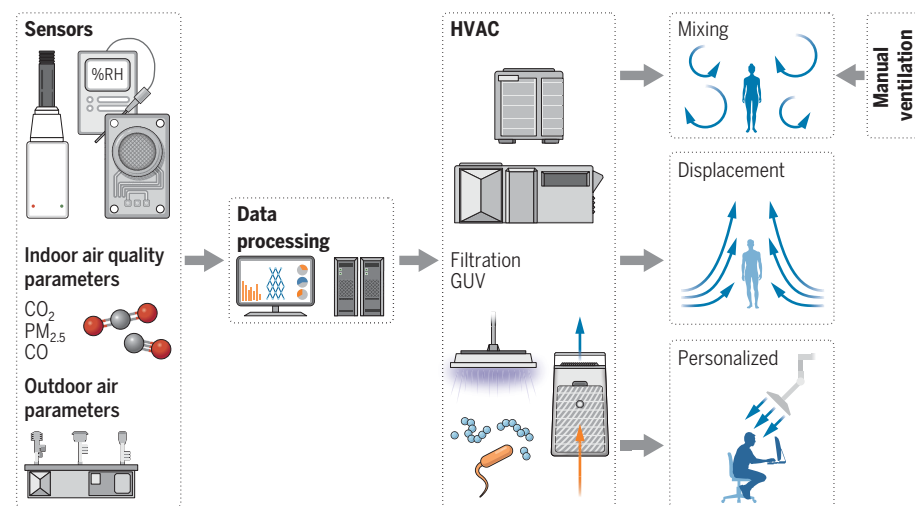 Sensors
%RH
Indoor air quality
parameters
CO₂
PM₂.₅
CO
Outdoor air
parameters
Data
processing
HVAC
Filtration
GUV
Mixing
Displacement
Personalized
Manual
ventilation